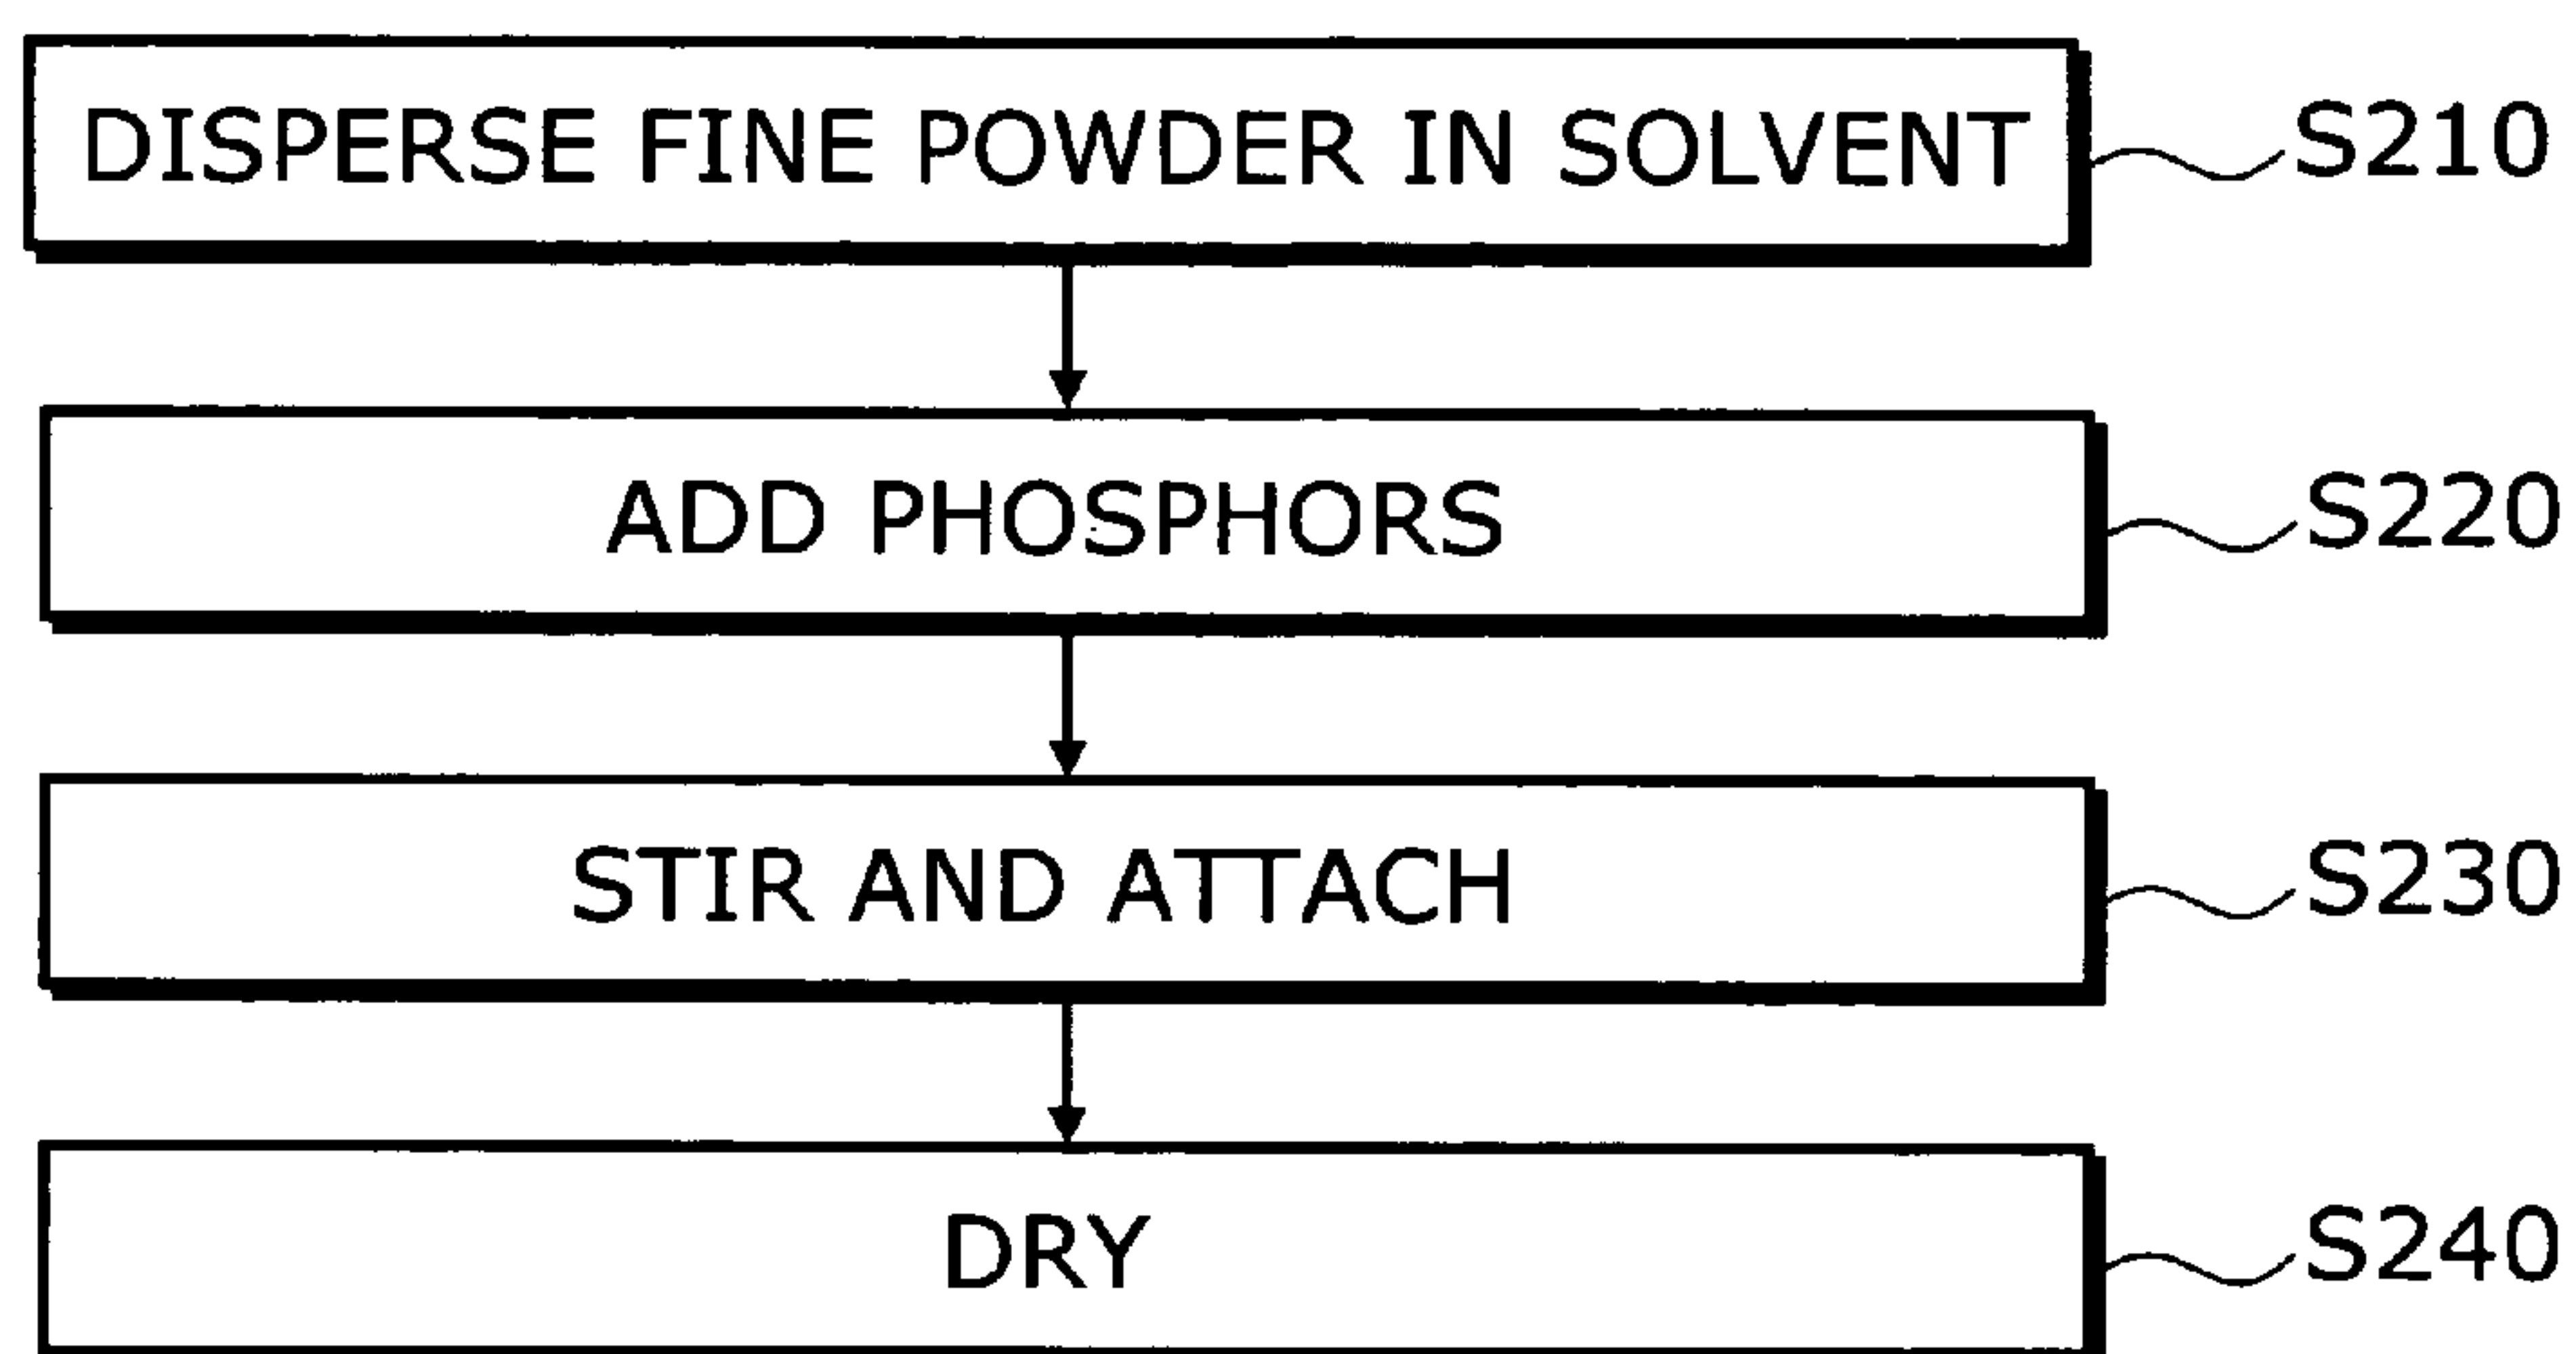 DISPERSE FINE POWDER IN SOLVENT S210
ADD PHOSPHORS S220
STIR AND ATTACH S230
DRY S240